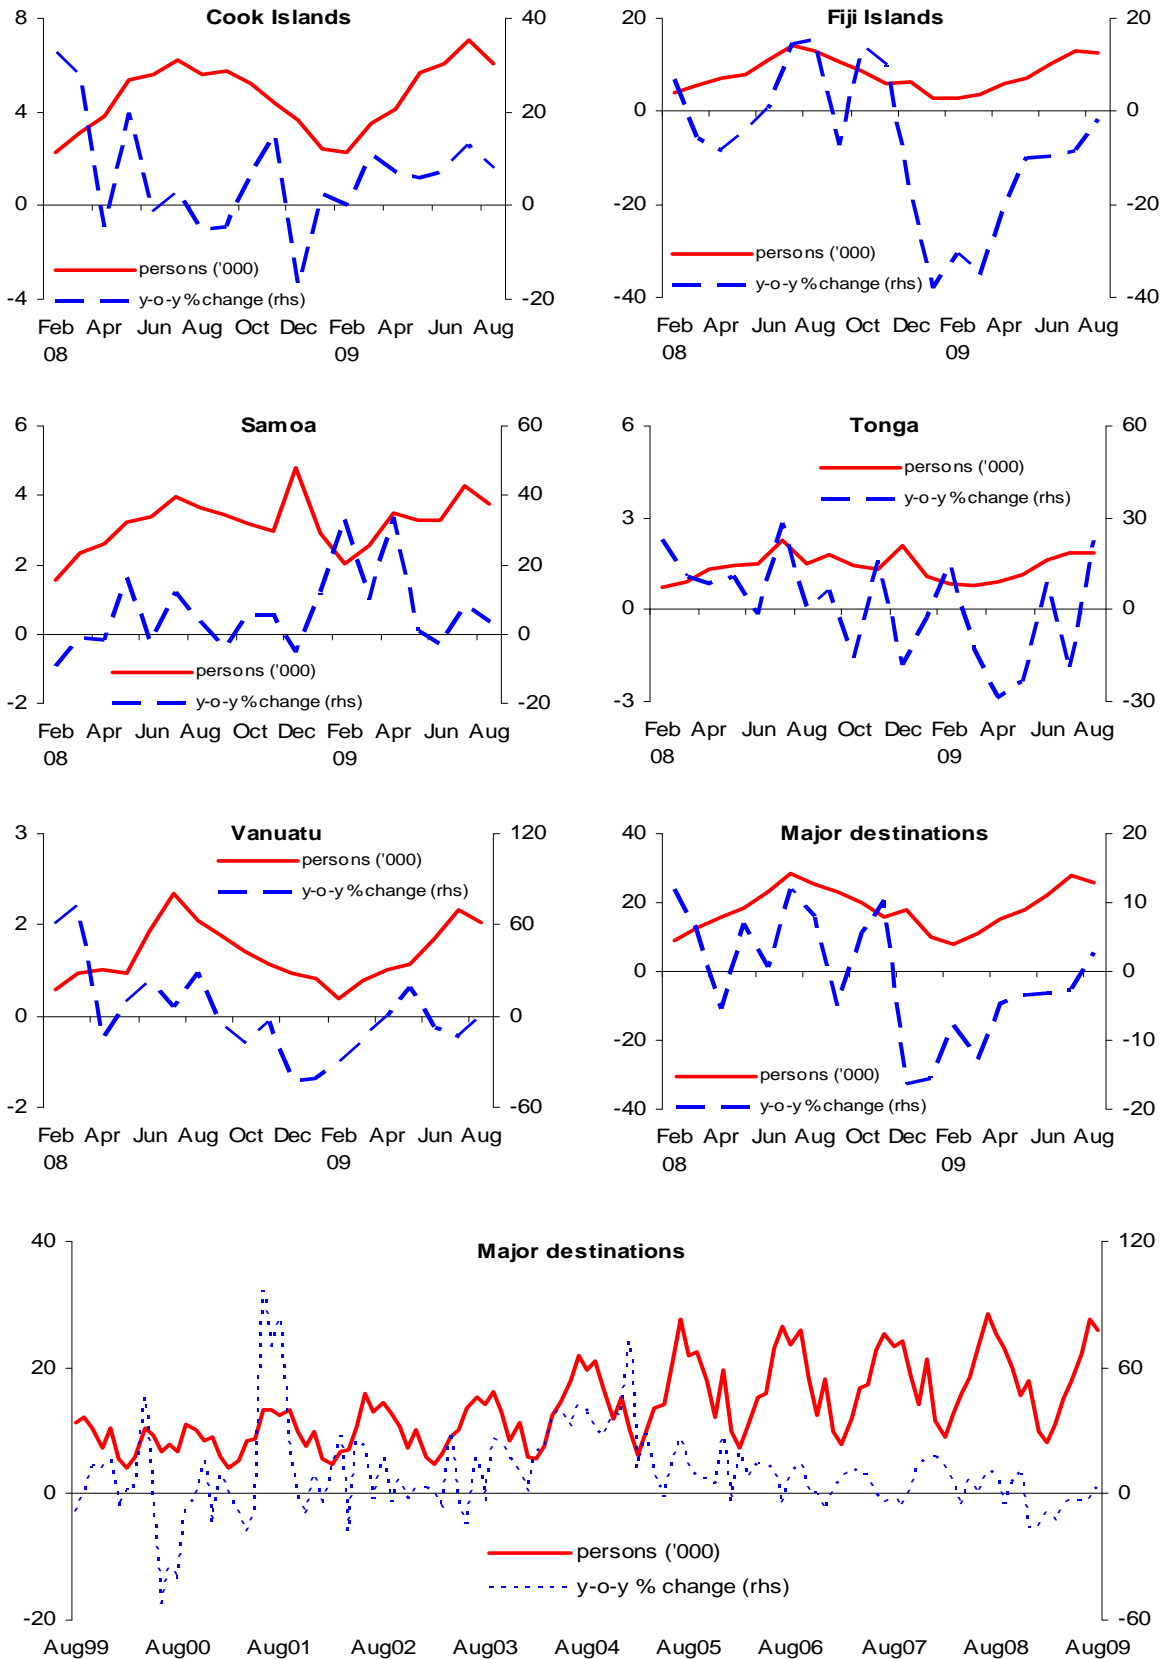 Cook Islands
8
40
4
20
0
0
-4
-20
persons ('000)
y-o-y % change (rhs)
Feb Apr Jun Aug Oct Dec Feb Apr Jun Aug
08 09
Fiji Islands
20
20
0
0
-20
-20
-40
-40
persons ('000)
y-o-y % change (rhs)
Feb Apr Jun Aug Oct Dec Feb Apr Jun Aug
08 09
Samoa
6
60
4
40
2
20
0
0
-2
-20
persons ('000)
y-o-y % change (rhs)
Feb Apr Jun Aug Oct Dec Feb Apr Jun Aug
08 09
Tonga
6
60
persons ('000)
y-o-y % change (rhs)
3
30
0
0
-3
-30
Feb Apr Jun Aug Oct Dec Feb Apr Jun Aug
08 09
Vanuatu
3
120
persons ('000)
y-o-y % change (rhs)
2
60
0
0
-2
-60
Feb Apr Jun Aug Oct Dec Feb Apr Jun Aug
08 09
Major destinations
40
20
20
10
0
0
-20
-10
-40
-20
persons ('000)
y-o-y % change (rhs)
Feb Apr Jun Aug Oct Dec Feb Apr Jun Aug
08 09
Major destinations
40
120
20
60
0
0
-20
-60
persons ('000)
y-o-y % change (rhs)
Aug99 Aug00 Aug01 Aug02 Aug03 Aug04 Aug05 Aug06 Aug07 Aug08 Aug09